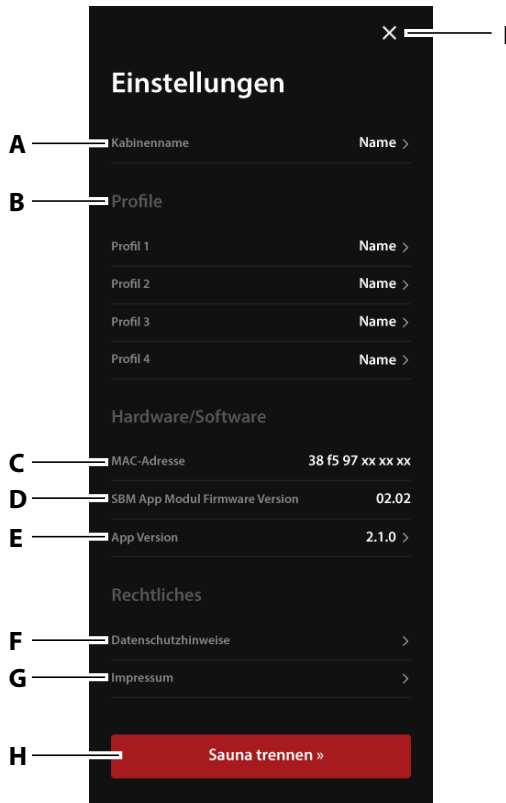 Einstellungen
A Kabinenname Name >
B Profile
Profil 1 Name >
Profil 2 Name >
Profil 3 Name >
Profil 4 Name >
Hardware/Software
C MAC-Adresse 38 f5 97 xx xx xx
D SBM App Modul Firmware Version 02.02
E App Version 2.1.0 >
Rechtliches
F Datenschutzhinweise >
G Impressum >
H Sauna trennen »